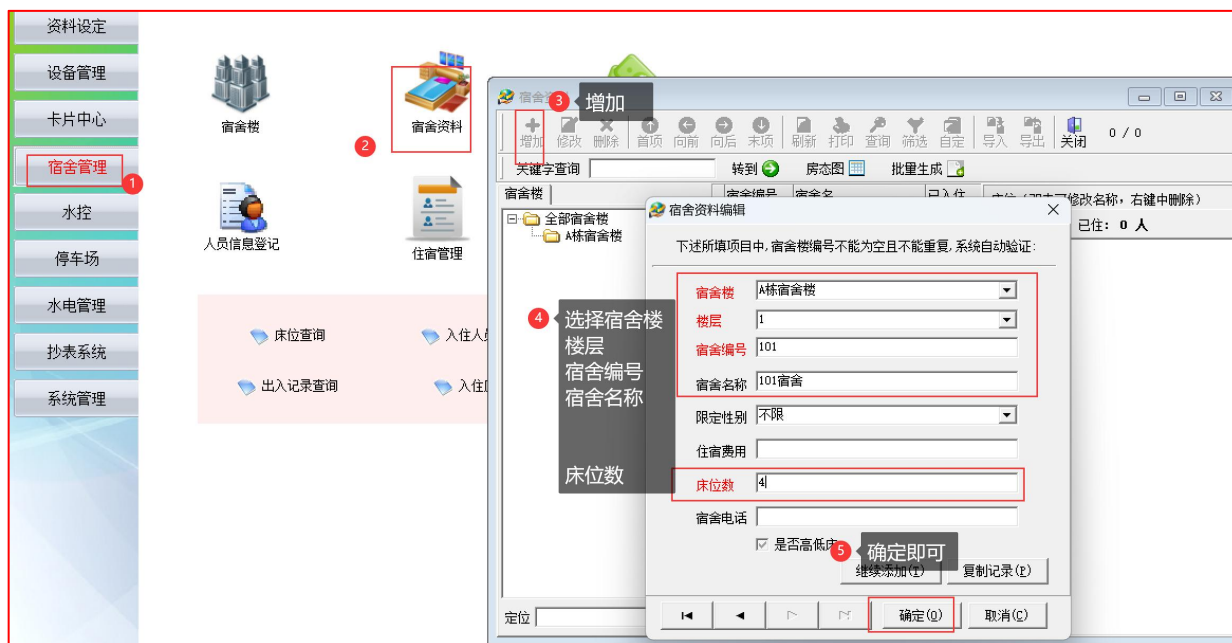 资料设定
设备管理
卡片中心
宿舍管理
1
水控
停车场
水电管理
抄表系统
系统管理
宿舍楼
2
宿舍资料
人员信息登记
住宿管理
床位查询
入住人
出入记录查询
入住
宿舍
3
增加
增加 修改 删除 首项 向前 向后 末项 刷新 打印 查询 筛选 自定 导入 导出 关闭 0 / 0
关键字查询 转到 房态图 批量生成
宿舍楼 宿舍编号 宿舍名 已入住
修改名称，右键中删除）
全部宿舍楼
A栋宿舍楼
已住: 0 人
宿舍资料编辑
下述所填项目中,宿舍楼编号不能为空且不能重复,系统自动验证:
4
选择宿舍楼
楼层
宿舍编号
宿舍名称
床位数
宿舍楼 A栋宿舍楼
楼层 1
宿舍编号 101
宿舍名称 101宿舍
限定性别 不限
住宿费用
床位数 4
宿舍电话
是否高低床
5
确定即可
继续添加(T) 复制记录(P)
定位
确定(O) 取消(C)